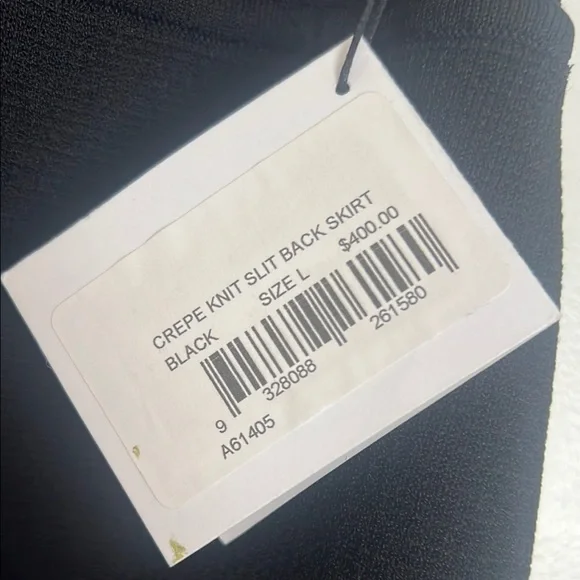 CREPE KNIT SLIT BACK SKIRT
BLACK SIZE L $400.00
9 328088 261580
A61405